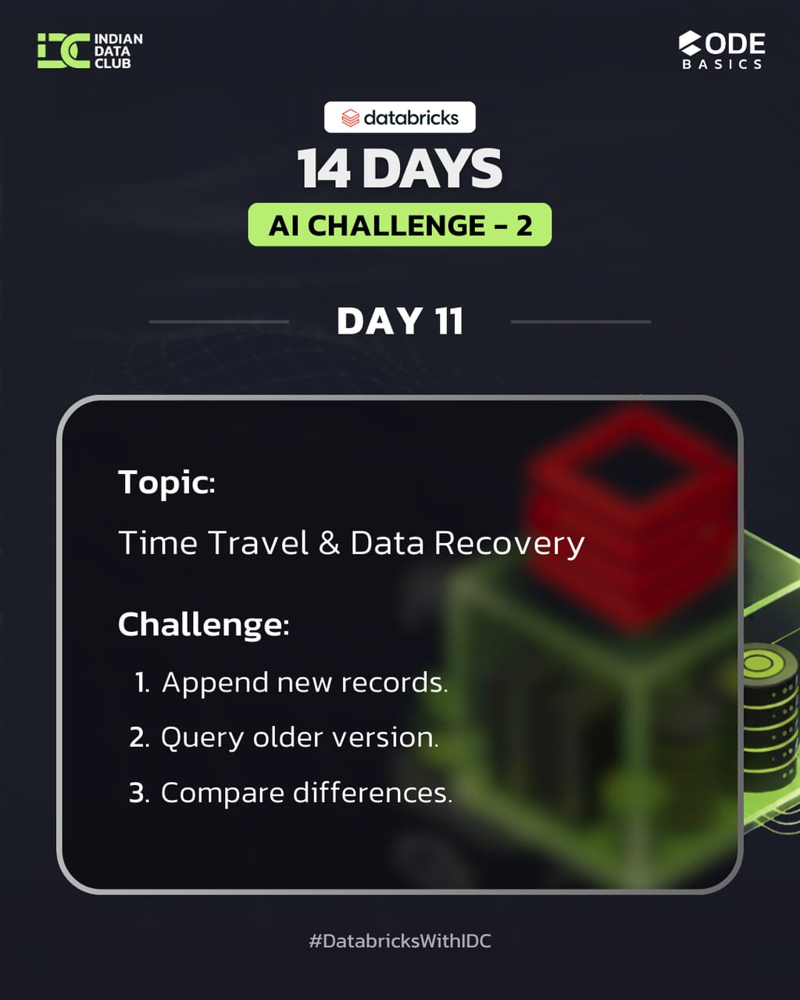 INDIAN
DATA
CLUB
CODE
BASICS
databricks
14 DAYS
AI CHALLENGE - 2
DAY 11
Topic:
Time Travel & Data Recovery
Challenge:
1. Append new records.
2. Query older version.
3. Compare differences.
#DatabricksWithIDC